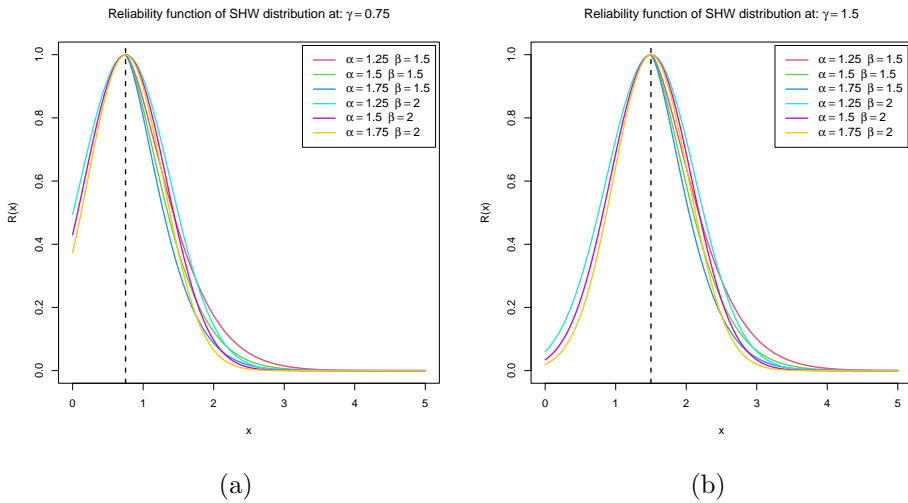 Reliability function of SHW distribution at: γ = 0.75
R(x)
1.0
0.8
0.6
0.4
0.2
0.0
α = 1.25 β = 1.5
α = 1.5 β = 1.5
α = 1.75 β = 1.5
α = 1.25 β = 2
α = 1.5 β = 2
α = 1.75 β = 2
0 1 2 3 4 5
x
(a)
Reliability function of SHW distribution at: γ = 1.5
R(x)
1.0
0.8
0.6
0.4
0.2
0.0
α = 1.25 β = 1.5
α = 1.5 β = 1.5
α = 1.75 β = 1.5
α = 1.25 β = 2
α = 1.5 β = 2
α = 1.75 β = 2
0 1 2 3 4 5
x
(b)